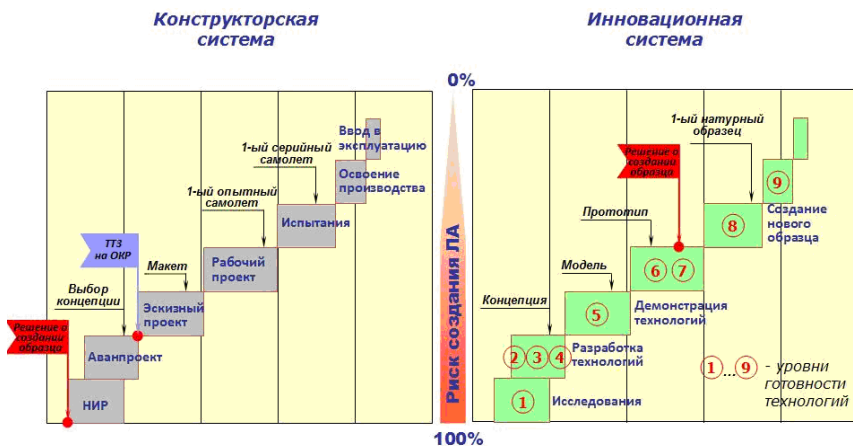 Конструкторская
система
Инновационная
система
0%
Риск создания ЛА
100%
Ввод в
эксплуатацию
1-ый серийный
самолет
Освоение
производства
1-ый опытный
самолет
Испытания
ТТЗ
на ОКР
Макет
Рабочий
проект
Выбор
концепции
Эскизный
проект
Решение о
создании
образца
Аванпроект
НИР
1-ый натурный
образец
Решение о
создании
образца
9
Прототип
8
Создание
нового
образца
Модель
6 7
Концепция
5
Демонстрация
технологий
2 3 4
Разработка
технологий
1 ... 9 - уровни
готовности
технологий
1
Исследования